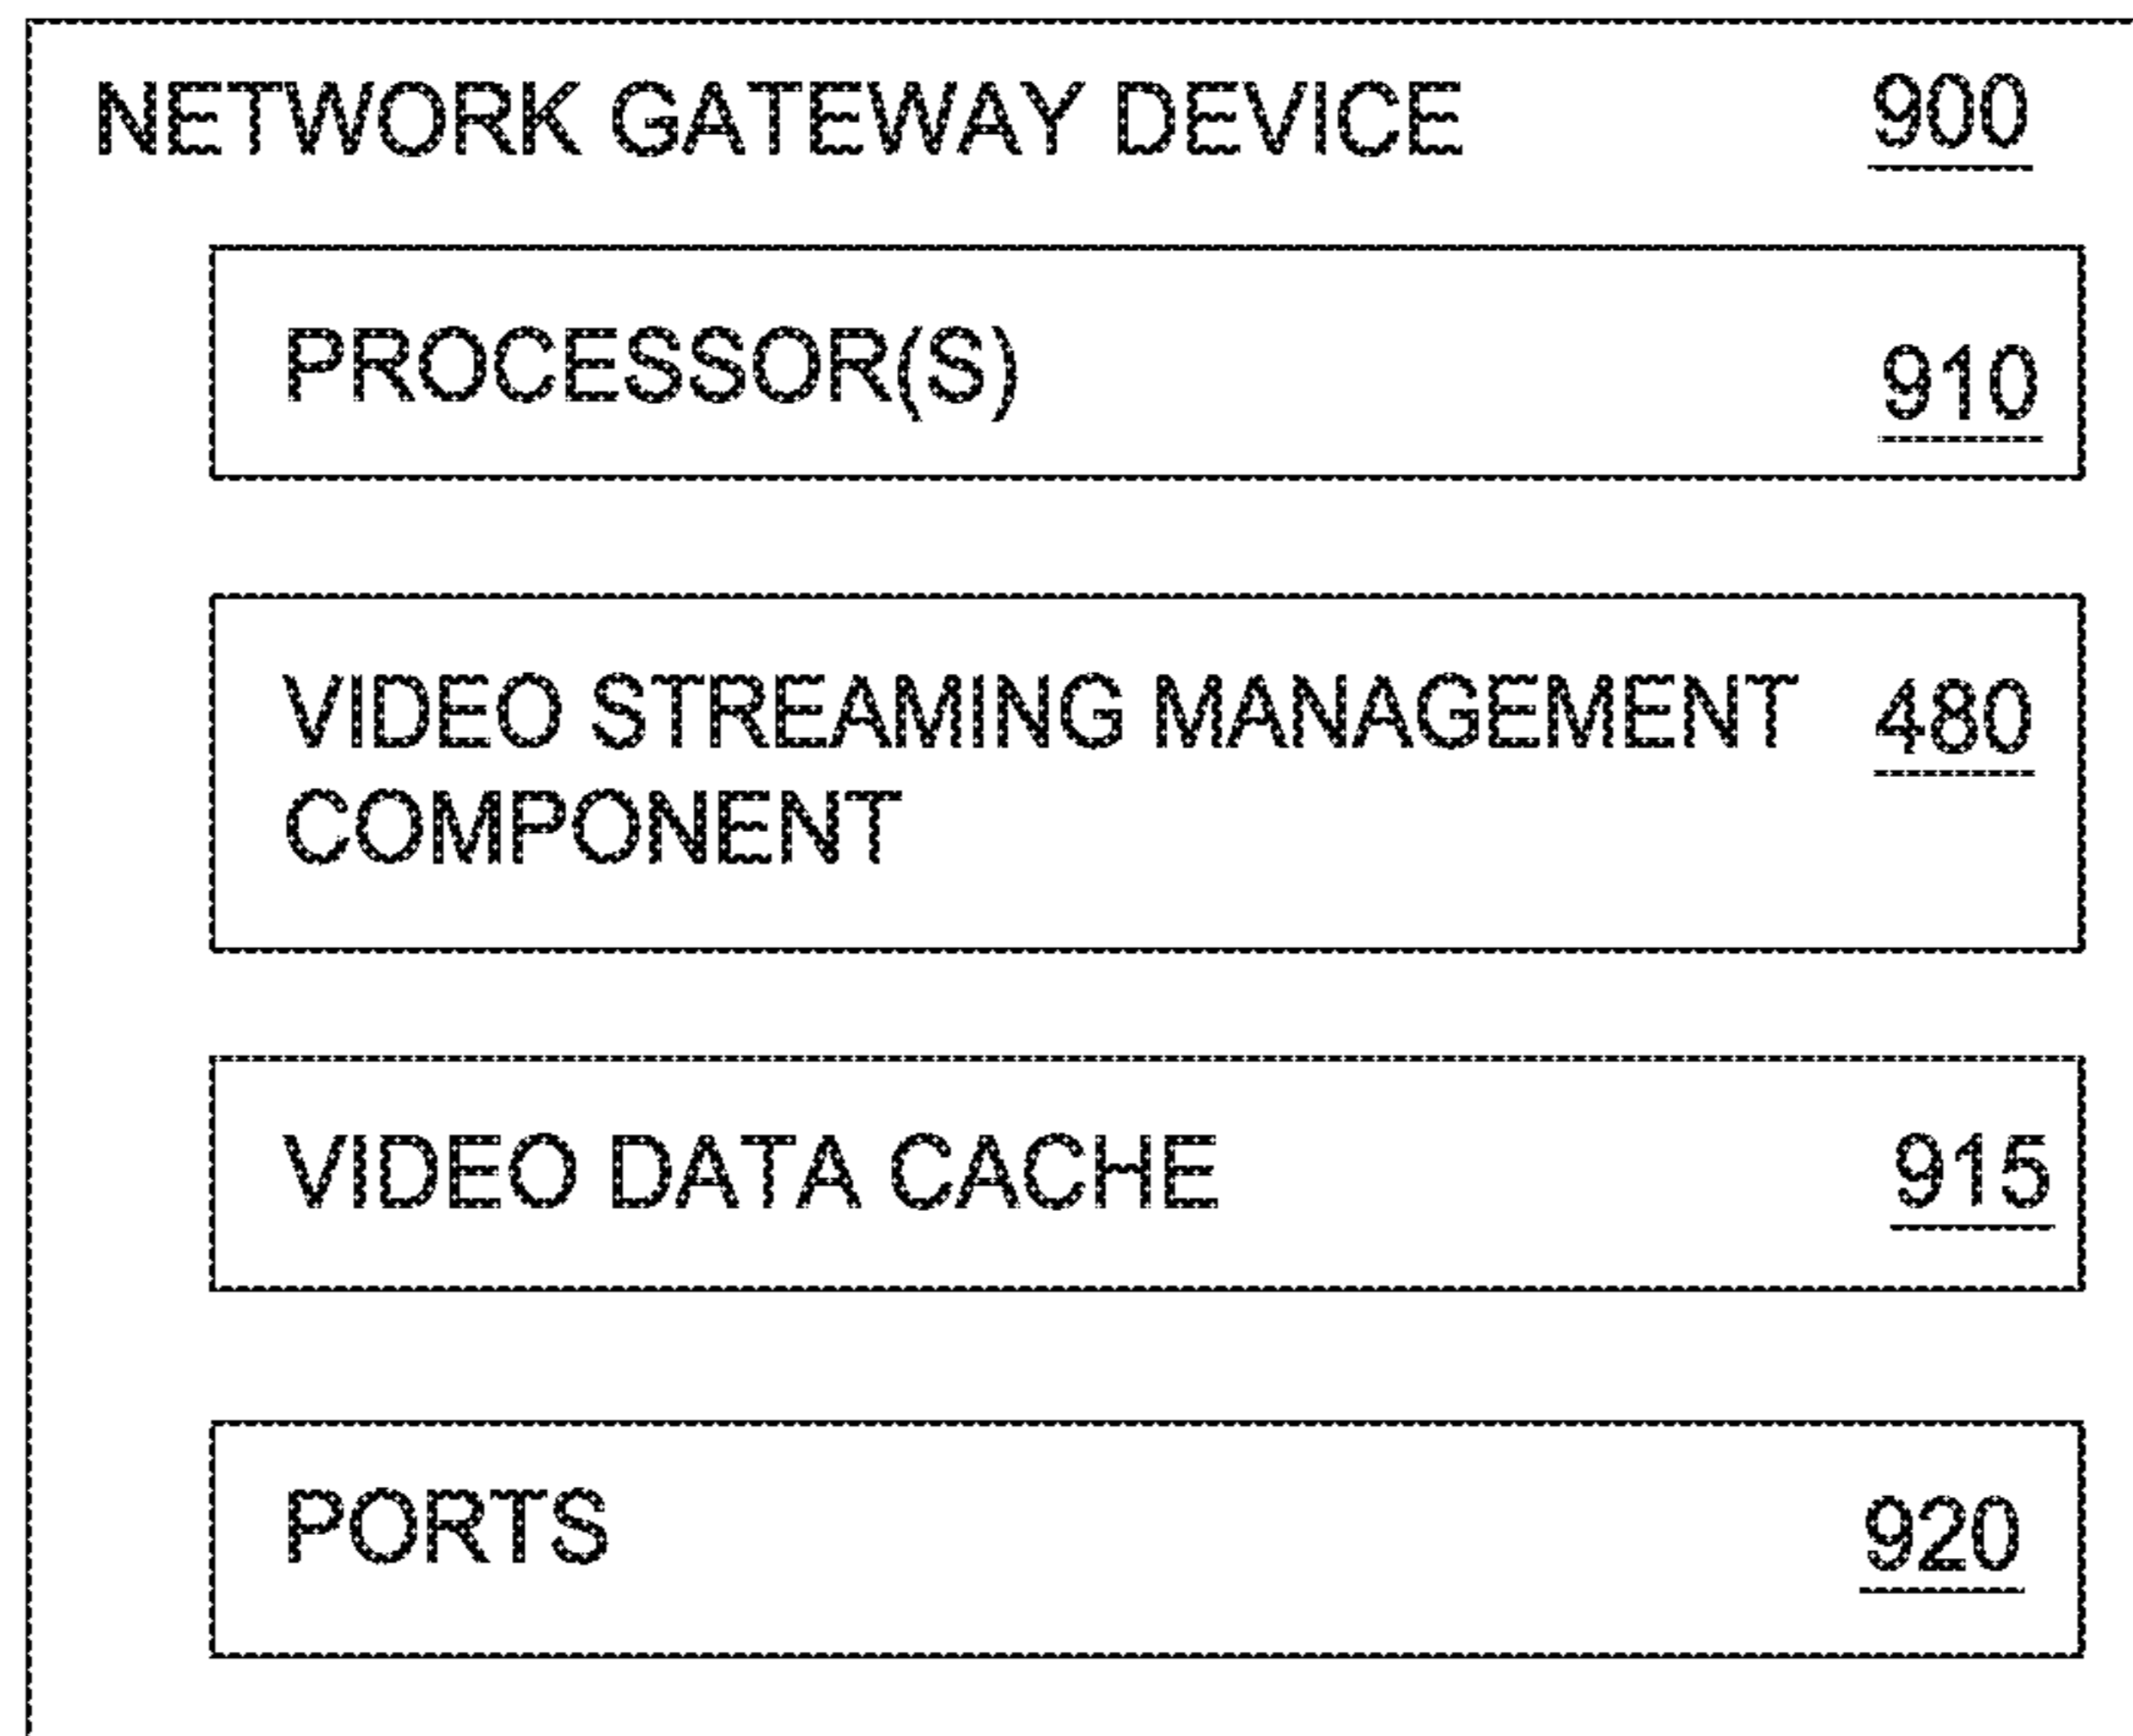 NETWORK GATEWAY DEVICE 900
PROCESSOR(S) 910
VIDEO STREAMING MANAGEMENT 480
COMPONENT
VIDEO DATA CACHE 915
PORTS 920